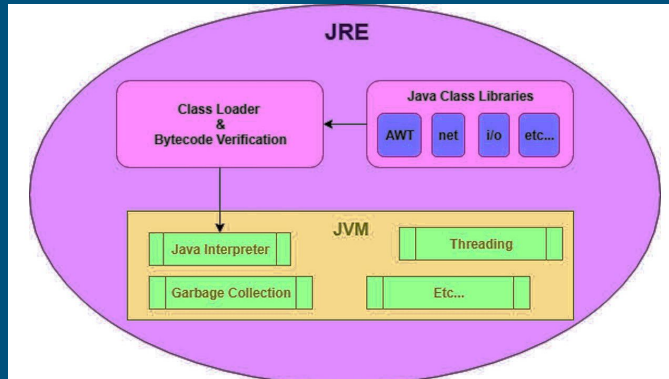 JRE
Class Loader
&
Bytecode Verification
Java Class Libraries
AWT net i/o etc...
JVM
Java Interpreter
Threading
Garbage Collection
Etc...